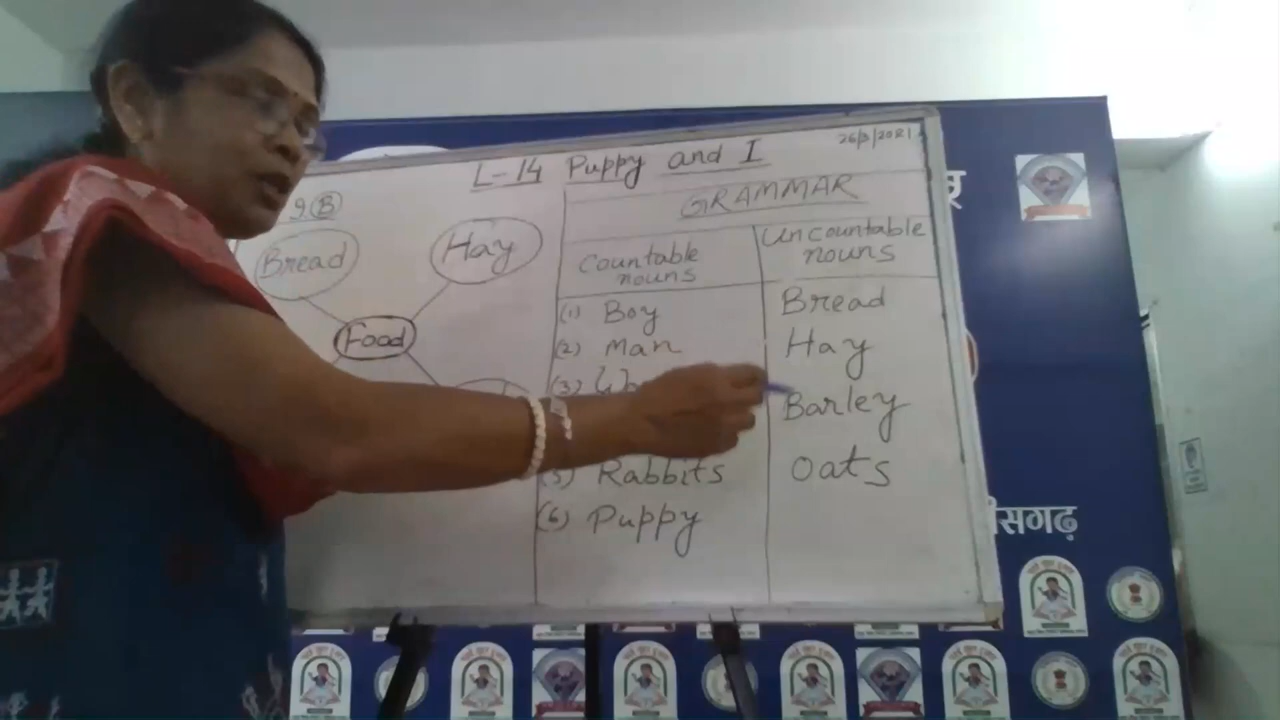 L-14 Puppy and I
26/3/2021
GRAMMAR
Countable
nouns
Uncountable
nouns
(1) Boy
(2) Man
(3)
(5) Rabbits
(6) Puppy
Bread
Hay
Barley
Oats
9.(B)
Bread
Hay
Food